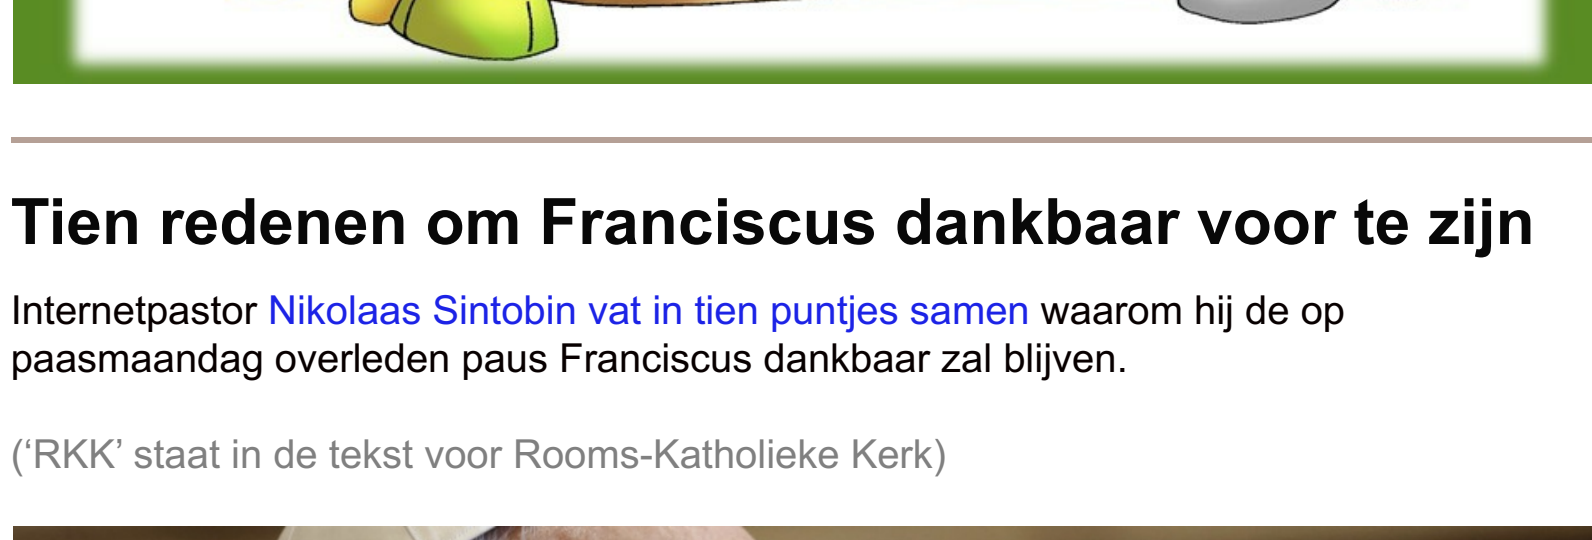 Tien redenen om Franciscus dankbaar voor te zijn
Internetpastor Nikolaas Sintobin vat in tien puntjes samen waarom hij de op
paasmaandag overleden paus Franciscus dankbaar zal blijven.
(‘RKK’ staat in de tekst voor Rooms-Katholieke Kerk)